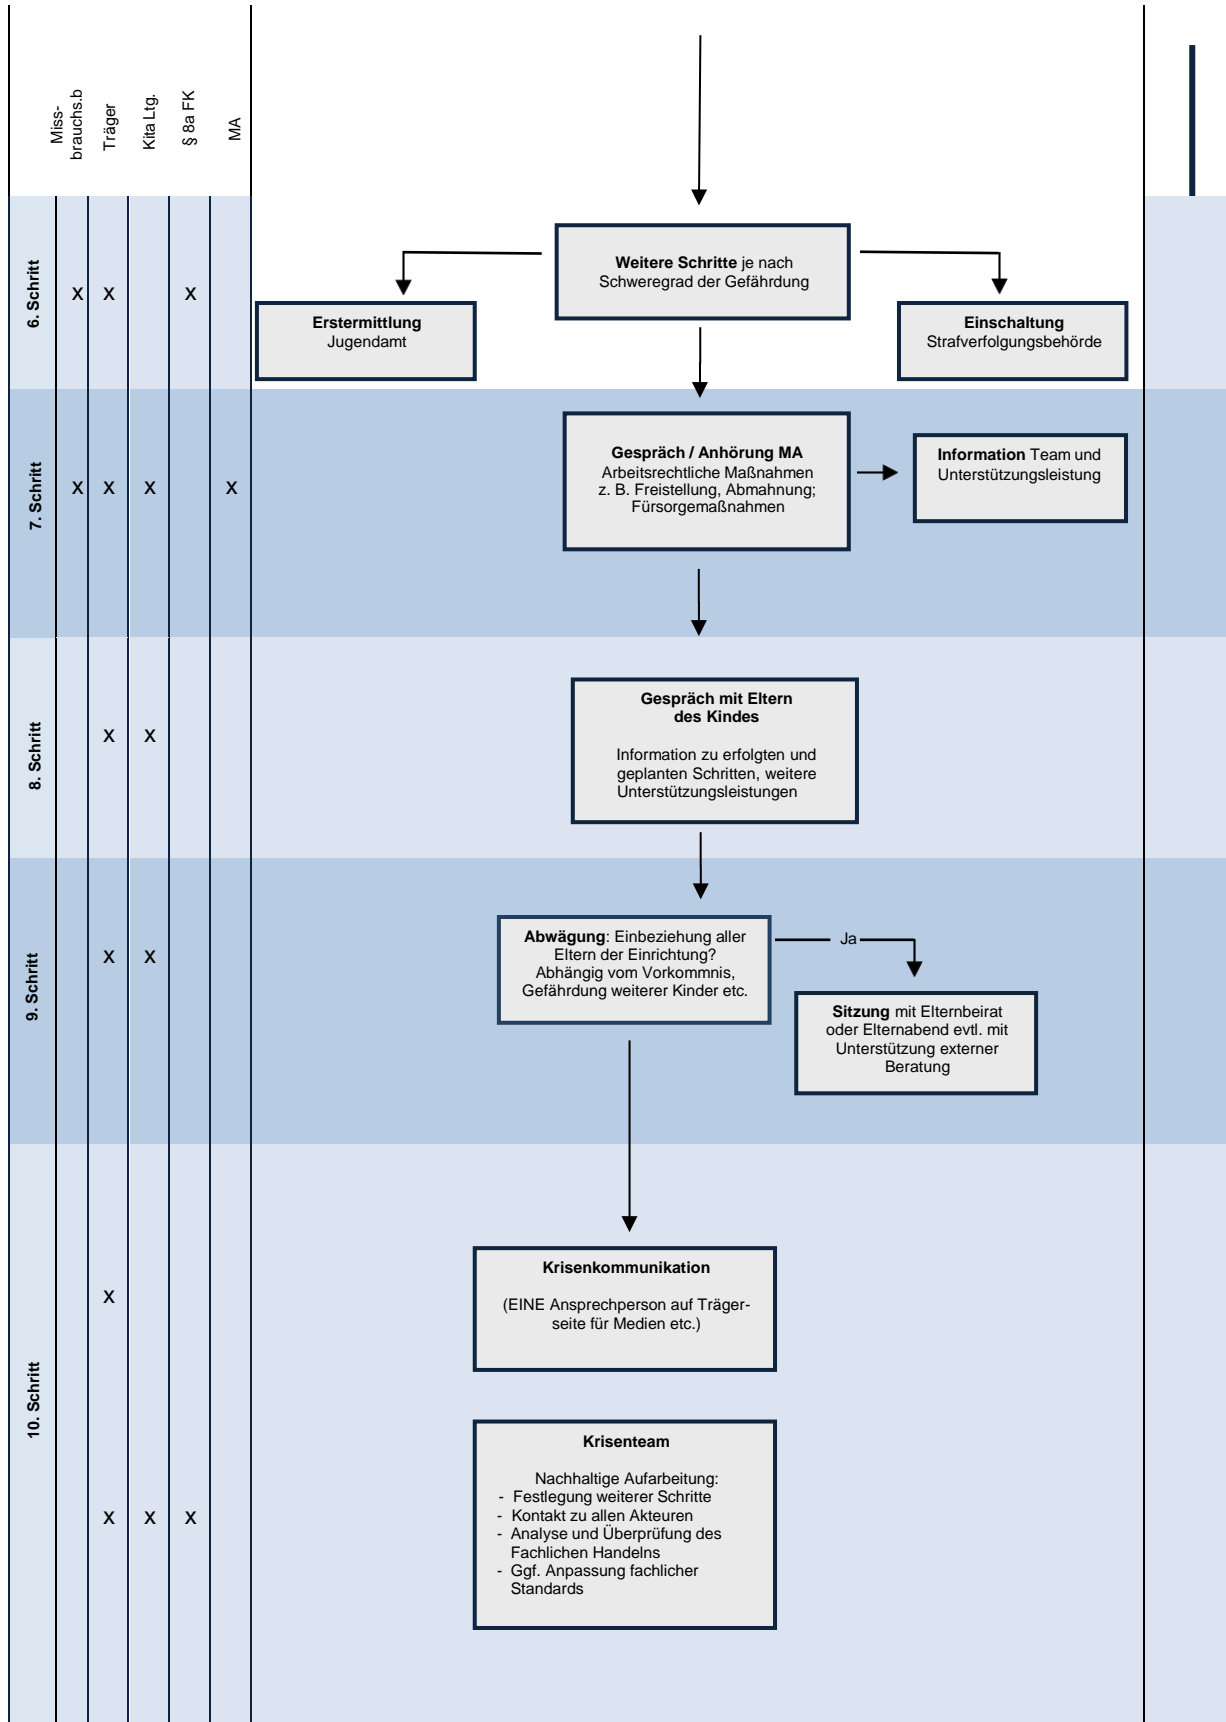 Miss-
brauchs.b
Träger
Kita Ltg.
§ 8a FK
MA
6. Schritt
X X X
Weitere Schritte je nach
Schweregrad der Gefährdung
Erstermittlung
Jugendamt
Einschaltung
Strafverfolgungsbehörde
7. Schritt
X X X X
Gespräch / Anhörung MA
Arbeitsrechtliche Maßnahmen
z. B. Freistellung, Abmahnung;
Fürsorgemaßnahmen
Information Team und
Unterstützungsleistung
8. Schritt
X X
Gespräch mit Eltern
des Kindes
Information zu erfolgten und
geplanten Schritten, weitere
Unterstützungsleistungen
9. Schritt
X X
Abwägung: Einbeziehung aller
Eltern der Einrichtung?
Abhängig vom Vorkommnis,
Gefährdung weiterer Kinder etc.
Ja
Sitzung mit Elternbeirat
oder Elternabend evtl. mit
Unterstützung externer
Beratung
10. Schritt
X
Krisenkommunikation
(EINE Ansprechperson auf Träger-
seite für Medien etc.)
X X X
Krisenteam
Nachhaltige Aufarbeitung:
- Festlegung weiterer Schritte
- Kontakt zu allen Akteuren
- Analyse und Überprüfung des
Fachlichen Handelns
- Ggf. Anpassung fachlicher
Standards